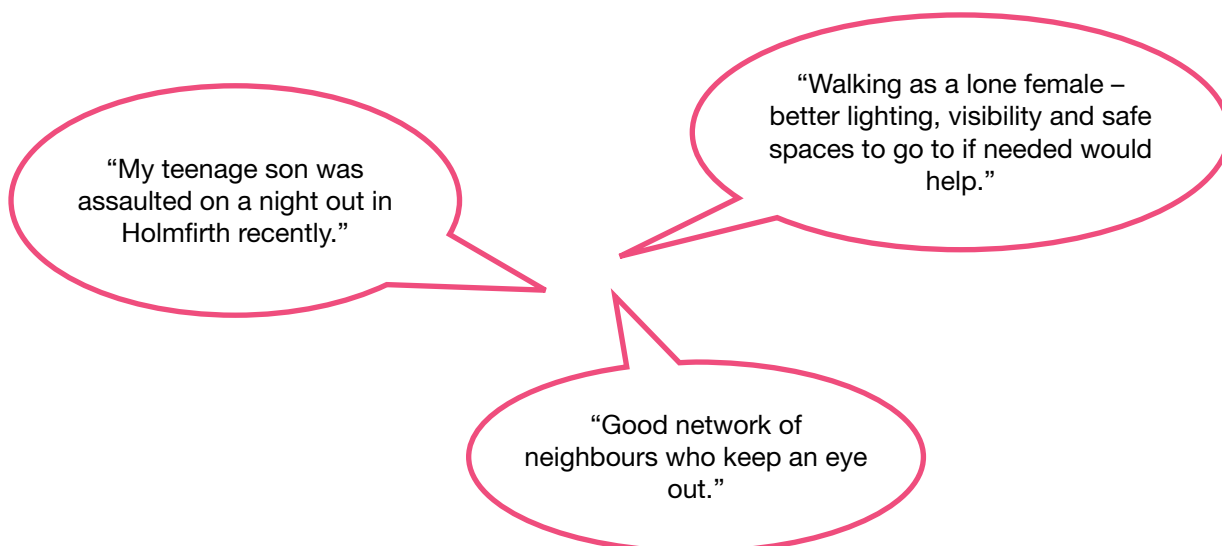 “My teenage son was
assaulted on a night out in
Holmfirth recently.”
“Walking as a lone female –
better lighting, visibility and safe
spaces to go to if needed would
help.”
“Good network of
neighbours who keep an eye
out.”